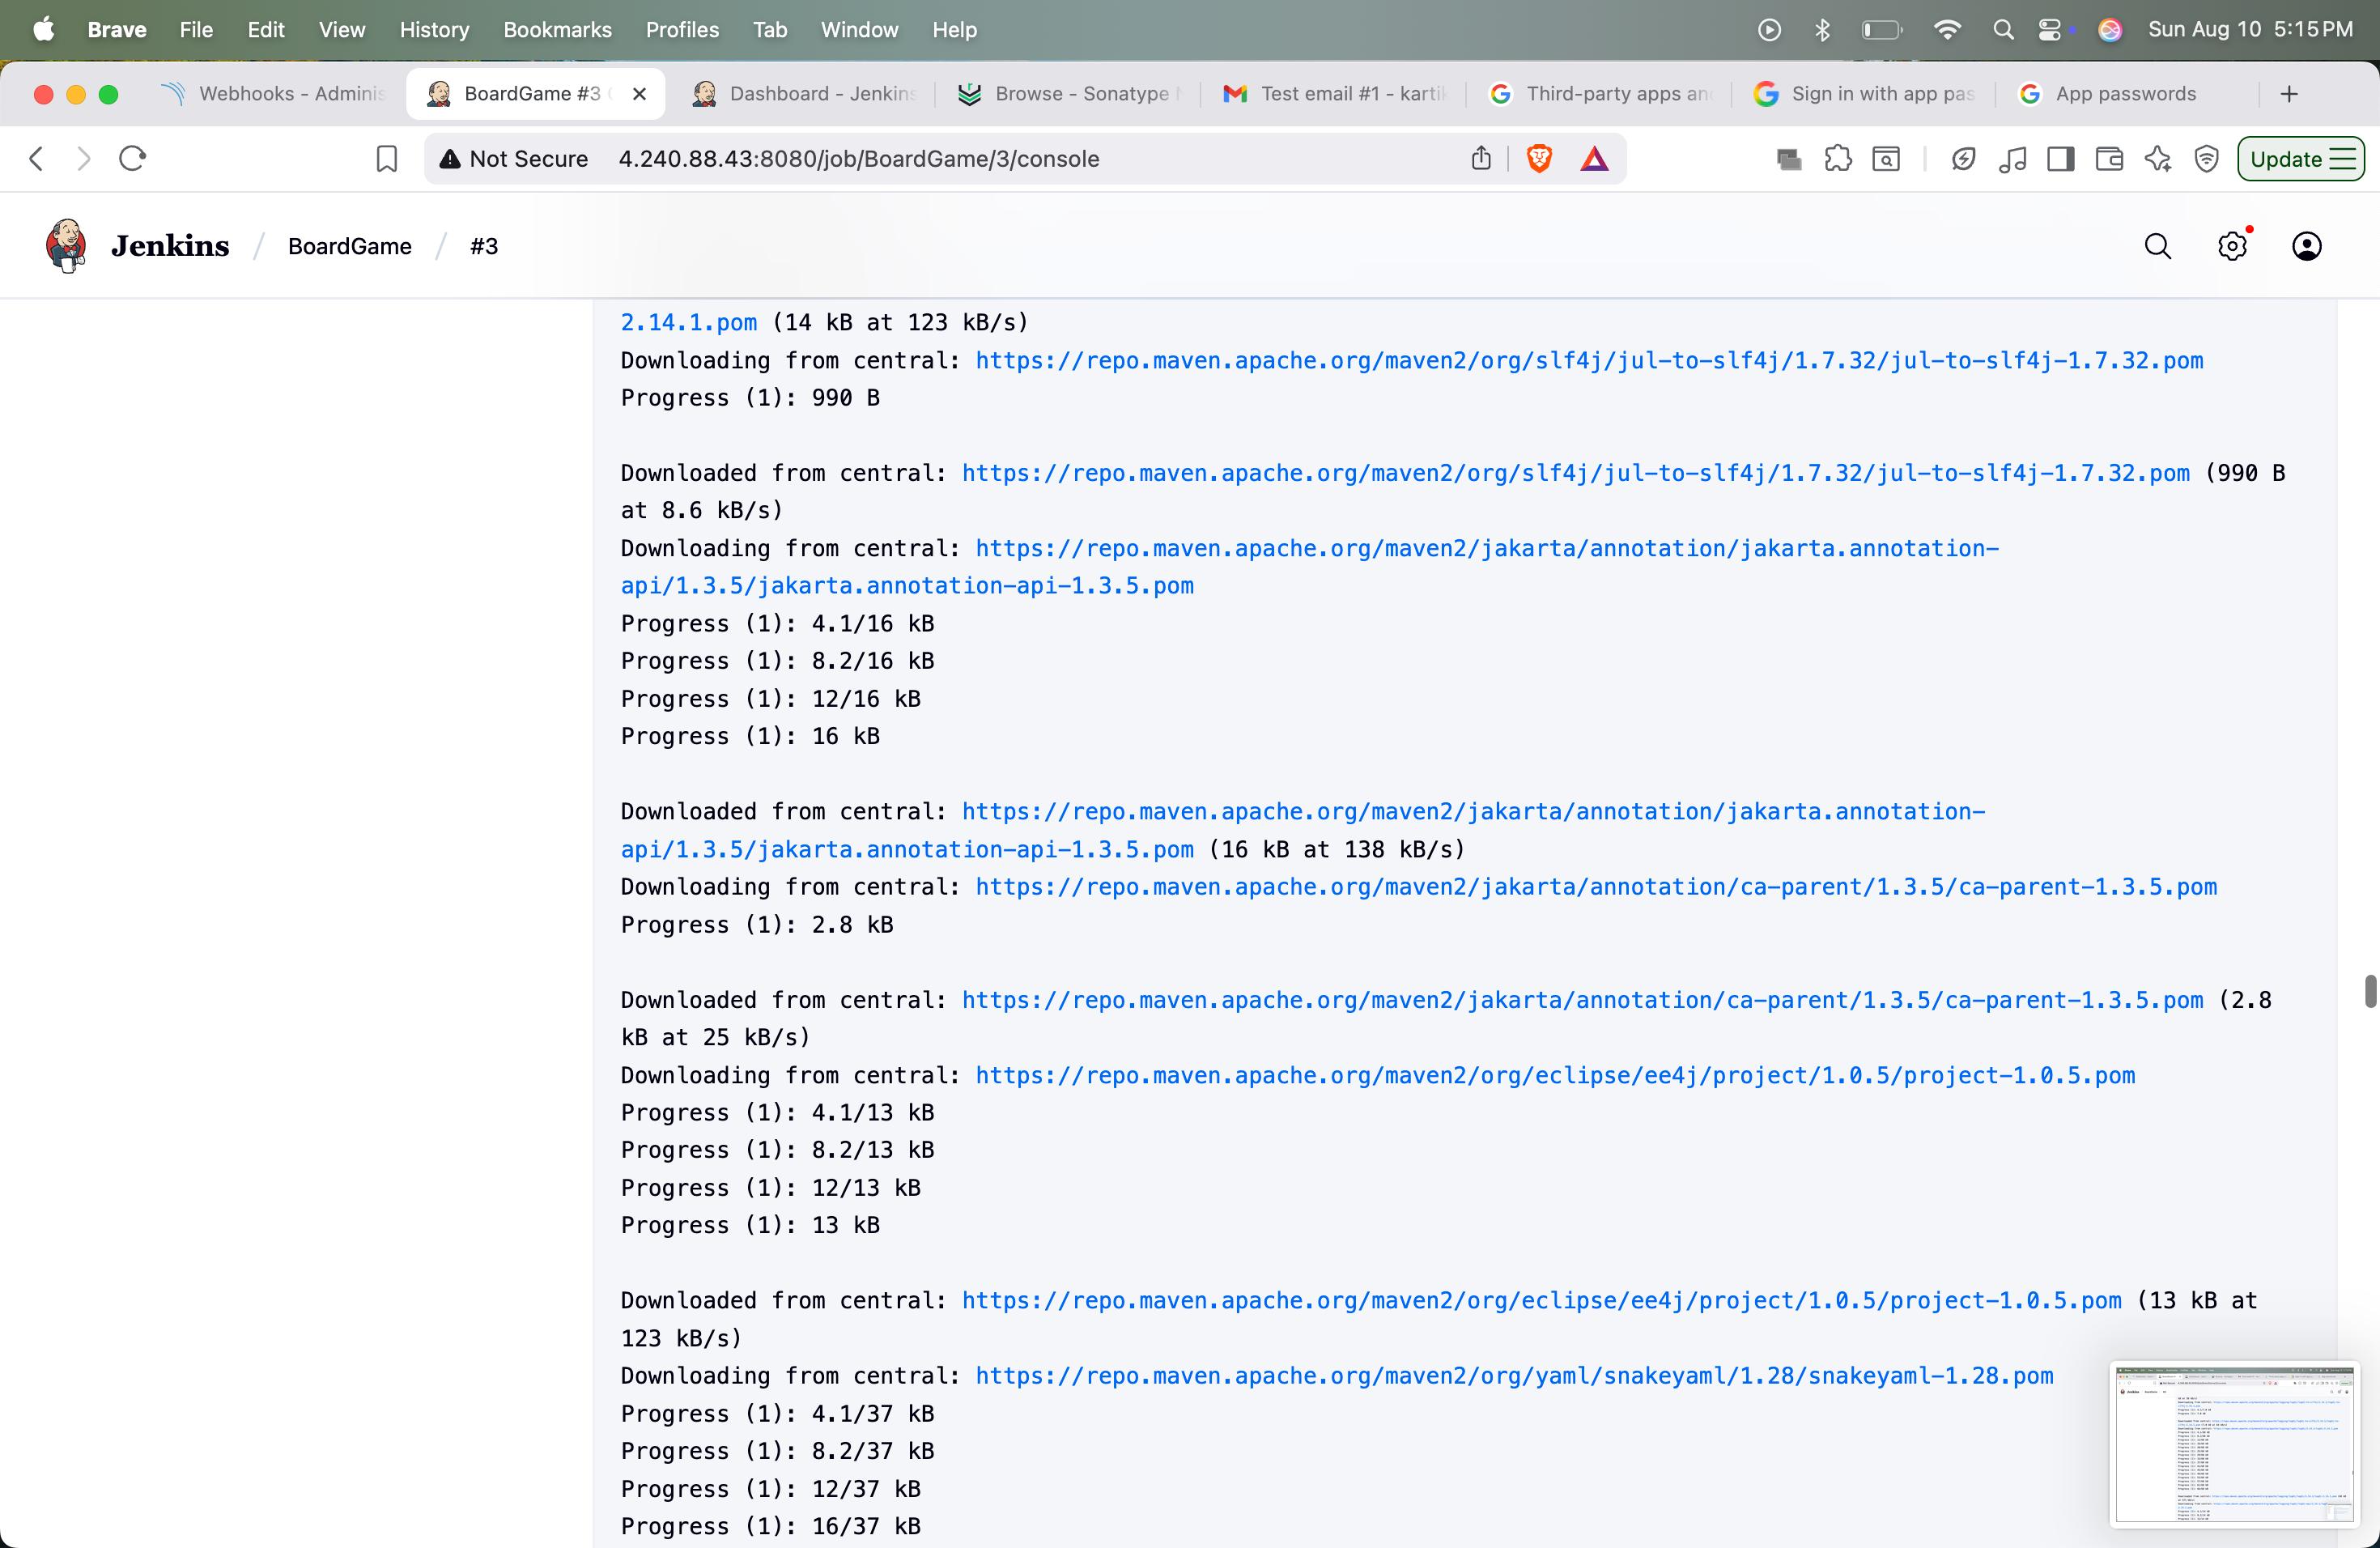 Brave File Edit View History Bookmarks Profiles Tab Window Help Sun Aug 10 5:15 PM
Webhooks - Adminis BoardGame #3 Dashboard - Jenkins Browse - Sonatype Test email #1 - kartik Third-party apps an Sign in with app pas App passwords
Not Secure 4.240.88.43:8080/job/BoardGame/3/console Update
Jenkins / BoardGame / #3
2.14.1.pom (14 kB at 123 kB/s)
Downloading from central: https://repo.maven.apache.org/maven2/org/slf4j/jul-to-slf4j/1.7.32/jul-to-slf4j-1.7.32.pom
Progress (1): 990 B
Downloaded from central: https://repo.maven.apache.org/maven2/org/slf4j/jul-to-slf4j/1.7.32/jul-to-slf4j-1.7.32.pom (990 B
at 8.6 kB/s)
Downloading from central: https://repo.maven.apache.org/maven2/jakarta/annotation/jakarta.annotation-
api/1.3.5/jakarta.annotation-api-1.3.5.pom
Progress (1): 4.1/16 kB
Progress (1): 8.2/16 kB
Progress (1): 12/16 kB
Progress (1): 16 kB
Downloaded from central: https://repo.maven.apache.org/maven2/jakarta/annotation/jakarta.annotation-
api/1.3.5/jakarta.annotation-api-1.3.5.pom (16 kB at 138 kB/s)
Downloading from central: https://repo.maven.apache.org/maven2/jakarta/annotation/ca-parent/1.3.5/ca-parent-1.3.5.pom
Progress (1): 2.8 kB
Downloaded from central: https://repo.maven.apache.org/maven2/jakarta/annotation/ca-parent/1.3.5/ca-parent-1.3.5.pom (2.8
kB at 25 kB/s)
Downloading from central: https://repo.maven.apache.org/maven2/org/eclipse/ee4j/project/1.0.5/project-1.0.5.pom
Progress (1): 4.1/13 kB
Progress (1): 8.2/13 kB
Progress (1): 12/13 kB
Progress (1): 13 kB
Downloaded from central: https://repo.maven.apache.org/maven2/org/eclipse/ee4j/project/1.0.5/project-1.0.5.pom (13 kB at
123 kB/s)
Downloading from central: https://repo.maven.apache.org/maven2/org/yaml/snakeyaml/1.28/snakeyaml-1.28.pom
Progress (1): 4.1/37 kB
Progress (1): 8.2/37 kB
Progress (1): 12/37 kB
Progress (1): 16/37 kB